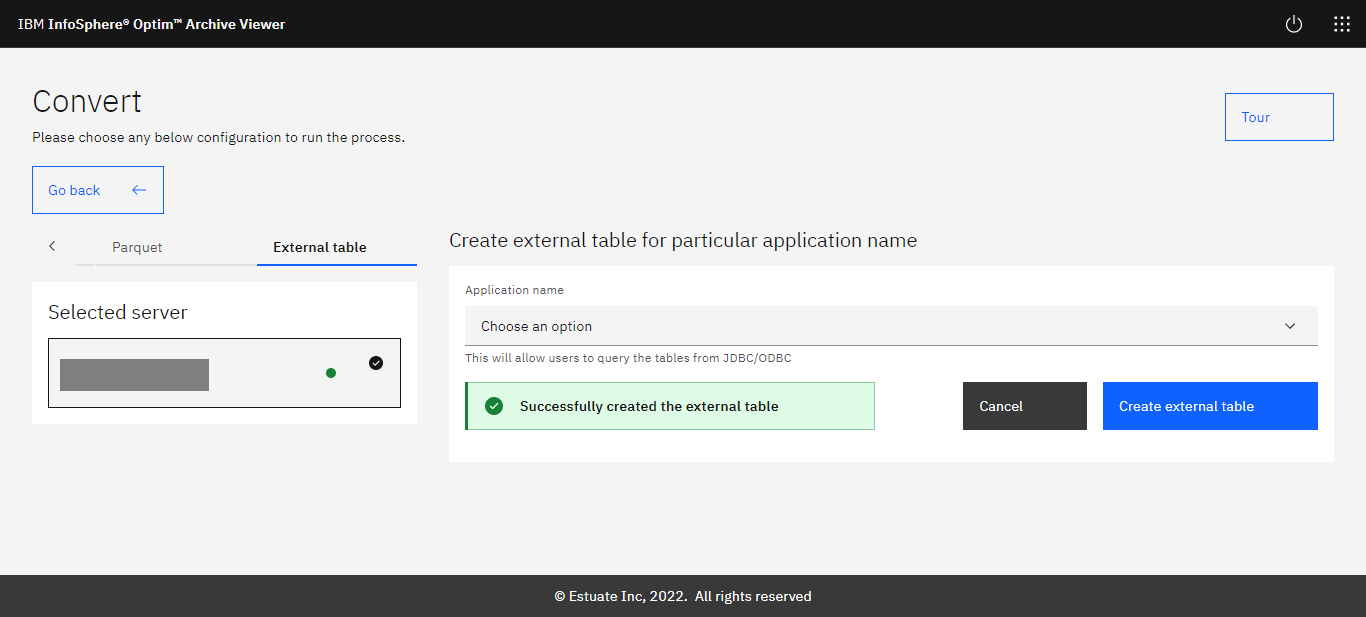 IBM InfoSphere® Optim™ Archive Viewer
Convert
Please choose any below configuration to run the process.
Tour
Go back
Parquet
External table
Selected server
Create external table for particular application name
Application name
Choose an option
This will allow users to query the tables from JDBC/ODBC
Successfully created the external table
Cancel
Create external table
© Estuate Inc, 2022. All rights reserved